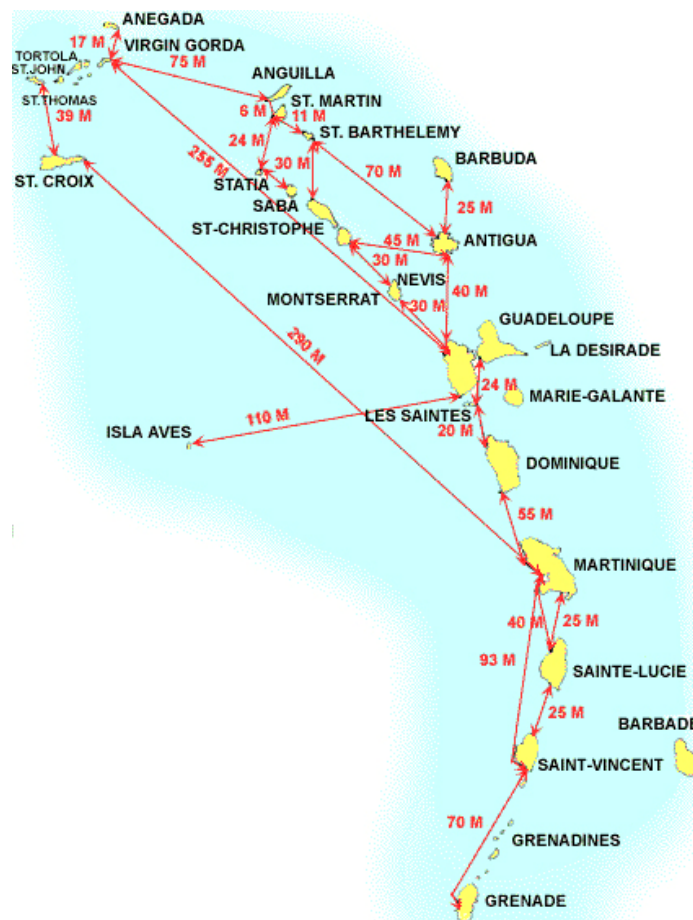 ANEGADA
17 M
VIRGIN GORDA
TORTOLA
ST.JOHN
75 M
ANGUILLA
ST.THOMAS
6 M
ST. MARTIN
39 M
11 M
ST. BARTHELEMY
24 M
255 M
30 M
70 M
BARBUDA
ST. CROIX
STATIA
SABA
25 M
ST-CHRISTOPHE
45 M
ANTIGUA
30 M
NEVIS
40 M
MONTSERRAT
30 M
GUADELOUPE
290 M
LA DESIRADE
24 M
MARIE-GALANTE
110 M
LES SAINTES
ISLA AVES
20 M
DOMINIQUE
55 M
MARTINIQUE
40 M
25 M
93 M
SAINTE-LUCIE
25 M
BARBADE
SAINT-VINCENT
70 M
GRENADINES
GRENADE